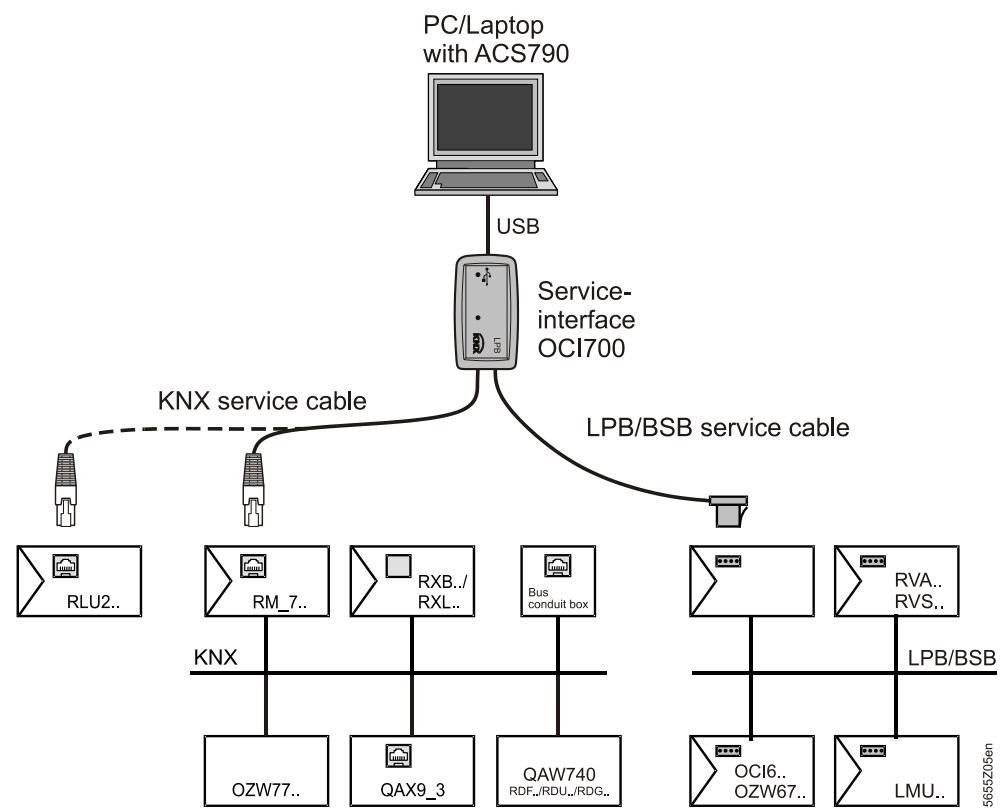 PC/Laptop
with ACS790
USB
Service-
interface
OCI700
KNX
LPB
KNX service cable
LPB/BSB service cable
RLU2..
RM_7..
RXB../
RXL..
Bus
conduit box
RVA..
RVS..
KNX
LPB/BSB
OZW77..
QAX9_3
QAW740
RDF../RDU../RDG..
OCI6..
OZW67..
LMU..
5655Z05en